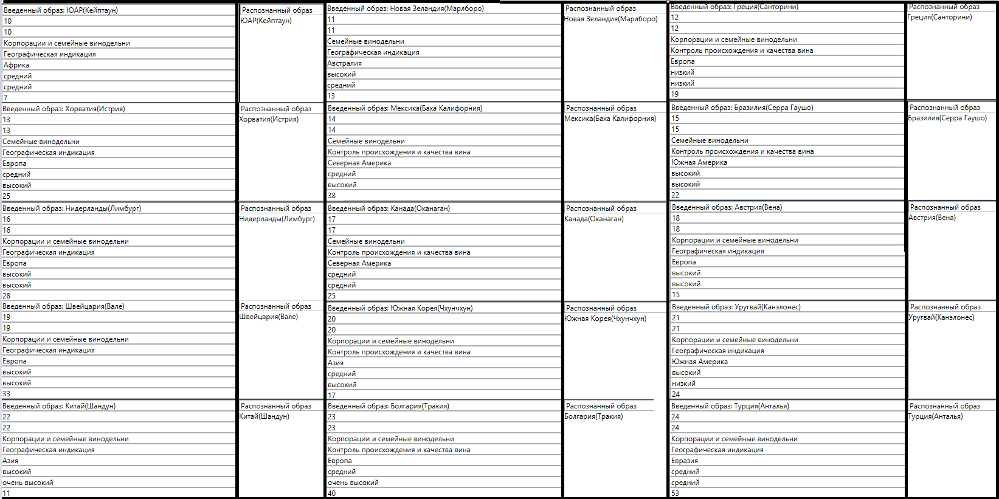 Введенный образ: ЮАР(Кейптаун)
10
10
Корпорации и семейные винодельни
Географическая индикация
Африка
средний
средний
7
Распознанный образ
ЮАР(Кейптаун)
Введенный образ: Новая Зеландия(Марлборо)
11
11
Семейные винодельни
Географическая индикация
Австралия
высокий
средний
13
Распознанный образ
Новая Зеландия(Марлборо)
Введенный образ: Греция(Санторини)
12
12
Корпорации и семейные винодельни
Контроль происхождения и качества вина
Европа
низкий
низкий
19
Распознанный образ
Греция(Санторини)
Введенный образ: Хорватия(Истрия)
13
13
Семейные винодельни
Географическая индикация
Европа
средний
высокий
25
Распознанный образ
Хорватия(Истрия)
Введенный образ: Мексика(Баха Калифорния)
14
14
Семейные винодельни
Контроль происхождения и качества вина
Северная Америка
средний
высокий
38
Распознанный образ
Мексика(Баха Калифорния)
Введенный образ: Бразилия(Серра Гаушо)
15
15
Семейные винодельни
Контроль происхождения и качества вина
Южная Америка
высокий
высокий
22
Распознанный образ
Бразилия(Серра Гаушо)
Введенный образ: Нидерланды(Лимбург)
16
16
Корпорации и семейные винодельни
Географическая индикация
Европа
высокий
высокий
28
Распознанный образ
Нидерланды(Лимбург)
Введенный образ: Канада(Оканаган)
17
17
Семейные винодельни
Контроль происхождения и качества вина
Северная Америка
средний
средний
25
Распознанный образ
Канада(Оканаган)
Введенный образ: Австрия(Вена)
18
18
Корпорации и семейные винодельни
Географическая индикация
Европа
высокий
высокий
15
Распознанный образ
Австрия(Вена)
Введенный образ: Швейцария(Вале)
19
19
Корпорации и семейные винодельни
Географическая индикация
Европа
высокий
высокий
33
Распознанный образ
Швейцария(Вале)
Введенный образ: Южная Корея(Чхунчхун)
20
20
Корпорации и семейные винодельни
Контроль происхождения и качества вина
Азия
средний
высокий
17
Распознанный образ
Южная Корея(Чхунчхун)
Введенный образ: Уругвай(Канэлонес)
21
21
Корпорации и семейные винодельни
Географическая индикация
Южная Америка
высокий
низкий
24
Распознанный образ
Уругвай(Канэлонес)
Введенный образ: Китай(Шандун)
22
22
Корпорации и семейные винодельни
Географическая индикация
Азия
высокий
очень высокий
11
Распознанный образ
Китай(Шандун)
Введенный образ: Болгария(Тракия)
23
23
Корпорации и семейные винодельни
Контроль происхождения и качества вина
Европа
средний
очень высокий
40
Распознанный образ
Болгария(Тракия)
Введенный образ: Турция(Анталья)
24
24
Корпорации и семейные винодельни
Географическая индикация
Евразия
средний
средний
53
Распознанный образ
Турция(Анталья)